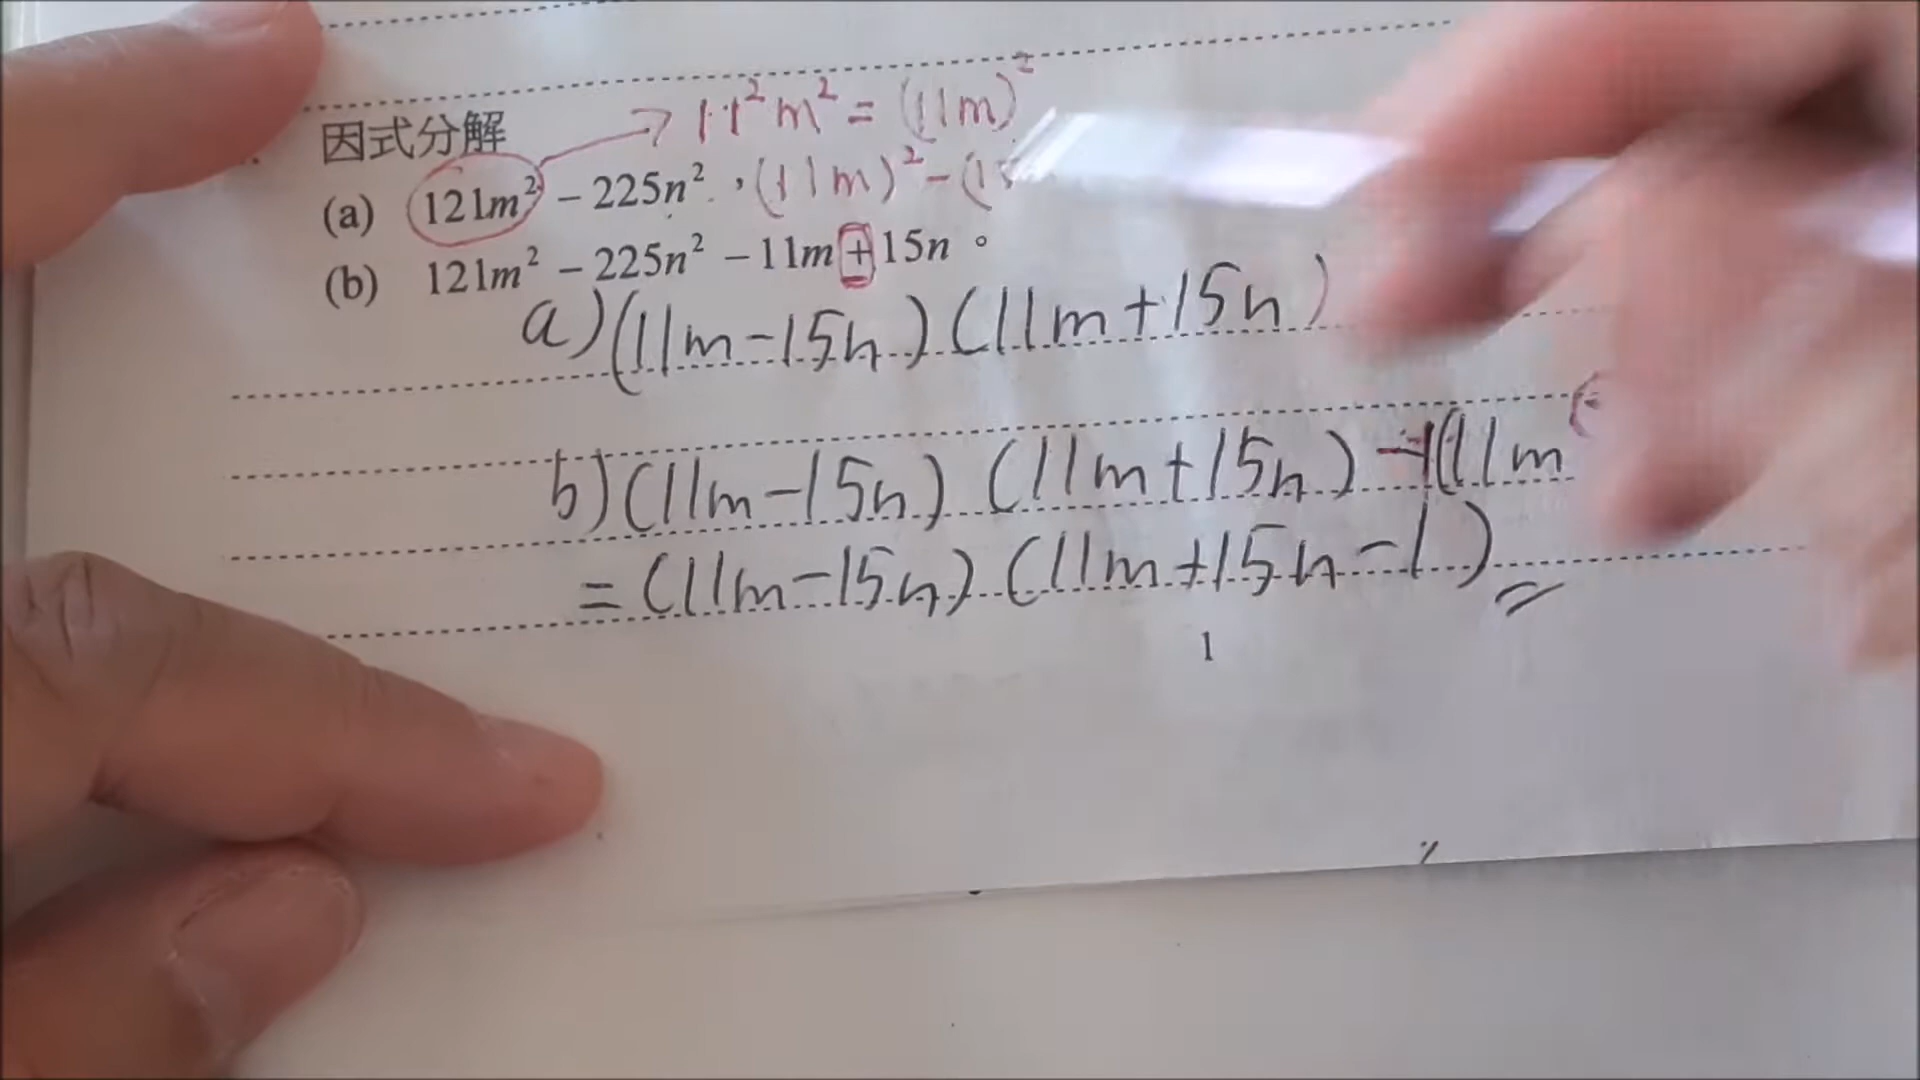 11²m² = (11m)²
因式分解
(a) 121m² − 225n² , (11m)² − (15
(b) 121m² − 225n² − 11m + 15n 。
a) (11m−15n) (11m+15n)
b) (11m−15n) (11m+15n) −1(11m
= (11m−15n) (11m+15n−1)
1